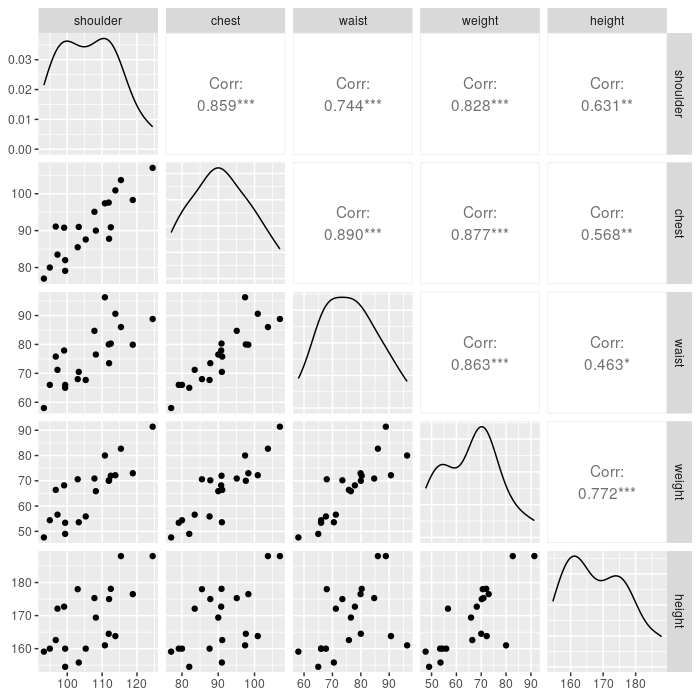 shoulder chest waist weight height
0.03
0.02
0.01
0.00
Corr:
0.859***
Corr:
0.744***
Corr:
0.828***
Corr:
0.631**
shoulder
100
90
80
Corr:
0.890***
Corr:
0.877***
Corr:
0.568**
chest
90
80
70
60
Corr:
0.863***
Corr:
0.463*
waist
90
80
70
60
50
Corr:
0.772***
weight
180
170
160
height
100 110 120 80 90 100 60 70 80 90 50 60 70 80 90 160 170 180